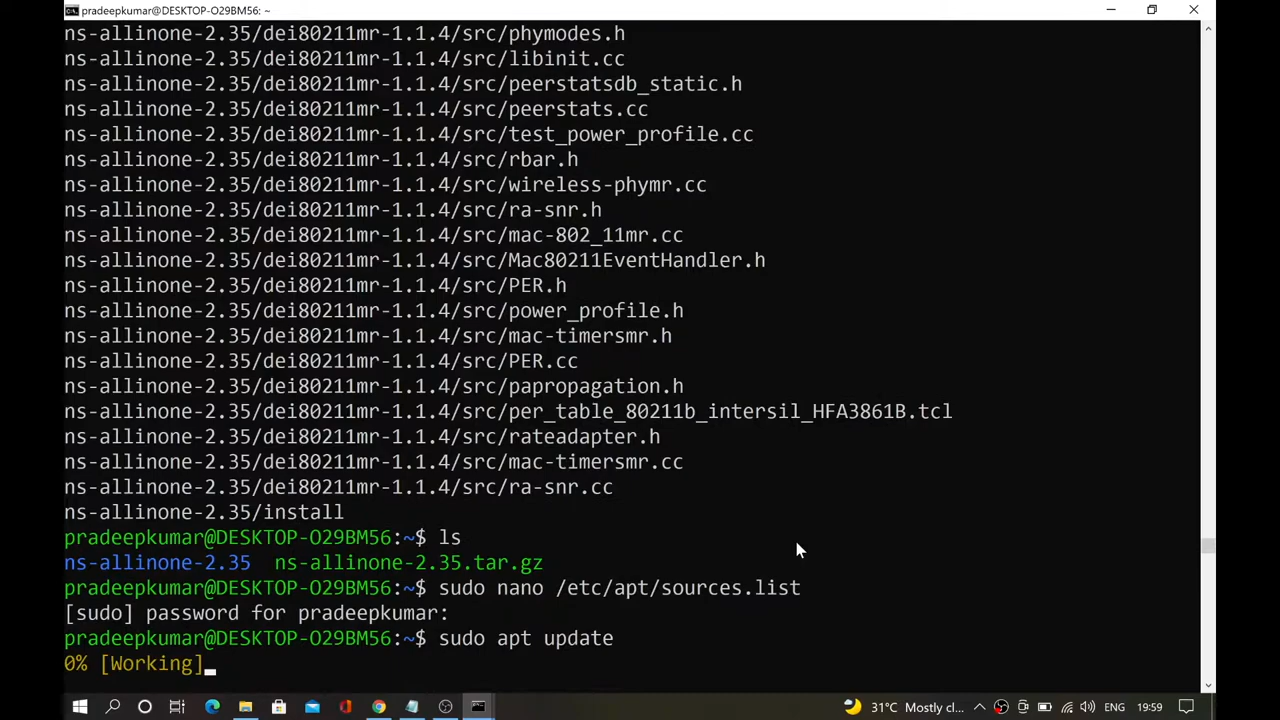 pradeepkumar@DESKTOP-O29BM56: ~
ns-allinone-2.35/dei80211mr-1.1.4/src/phymodes.h
ns-allinone-2.35/dei80211mr-1.1.4/src/libinit.cc
ns-allinone-2.35/dei80211mr-1.1.4/src/peerstatsdb_static.h
ns-allinone-2.35/dei80211mr-1.1.4/src/peerstats.cc
ns-allinone-2.35/dei80211mr-1.1.4/src/test_power_profile.cc
ns-allinone-2.35/dei80211mr-1.1.4/src/rbar.h
ns-allinone-2.35/dei80211mr-1.1.4/src/wireless-phymr.cc
ns-allinone-2.35/dei80211mr-1.1.4/src/ra-snr.h
ns-allinone-2.35/dei80211mr-1.1.4/src/mac-802_11mr.cc
ns-allinone-2.35/dei80211mr-1.1.4/src/Mac80211EventHandler.h
ns-allinone-2.35/dei80211mr-1.1.4/src/PER.h
ns-allinone-2.35/dei80211mr-1.1.4/src/power_profile.h
ns-allinone-2.35/dei80211mr-1.1.4/src/mac-timersmr.h
ns-allinone-2.35/dei80211mr-1.1.4/src/PER.cc
ns-allinone-2.35/dei80211mr-1.1.4/src/papropagation.h
ns-allinone-2.35/dei80211mr-1.1.4/src/per_table_80211b_intersil_HFA3861B.tcl
ns-allinone-2.35/dei80211mr-1.1.4/src/rateadapter.h
ns-allinone-2.35/dei80211mr-1.1.4/src/mac-timersmr.cc
ns-allinone-2.35/dei80211mr-1.1.4/src/ra-snr.cc
ns-allinone-2.35/install
pradeepkumar@DESKTOP-O29BM56:~$ ls
ns-allinone-2.35  ns-allinone-2.35.tar.gz
pradeepkumar@DESKTOP-O29BM56:~$ sudo nano /etc/apt/sources.list
[sudo] password for pradeepkumar:
pradeepkumar@DESKTOP-O29BM56:~$ sudo apt update
0% [Working]
31°C Mostly cl... ENG 19:59